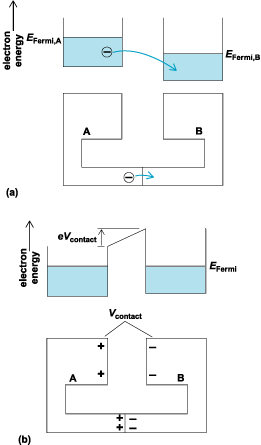 electron
energy
E_Fermi,A
−
E_Fermi,B
A
B
−
(a)
electron
energy
eV_contact
E_Fermi
V_contact
+
−
+
−
A
B
+ −
+ −
(b)